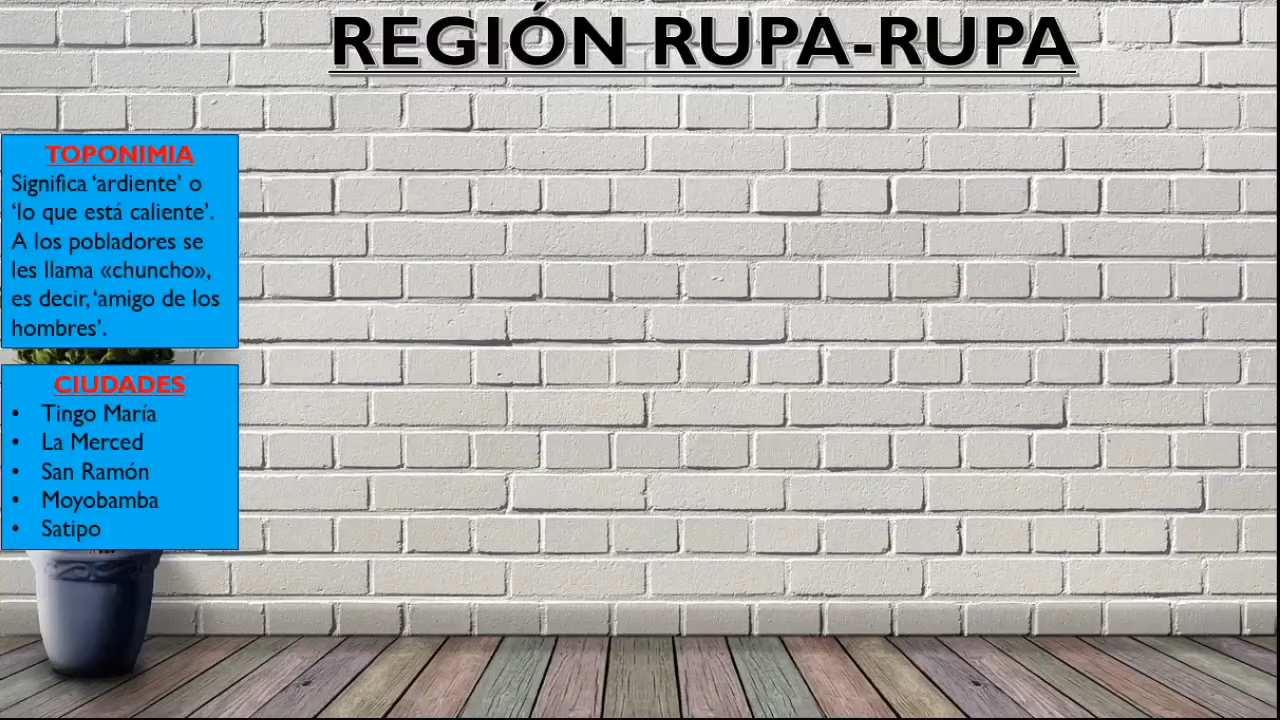 REGIÓN RUPA-RUPA
TOPONIMIA
Significa ‘ardiente’ o
‘lo que está caliente’.
A los pobladores se
les llama «chuncho»,
es decir, ‘amigo de los
hombres’.
CIUDADES
• Tingo María
• La Merced
• San Ramón
• Moyobamba
• Satipo